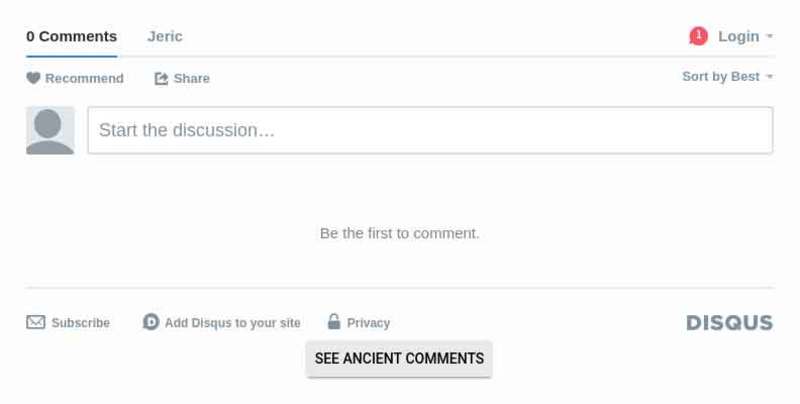 0 Comments Jeric 1 Login
Recommend Share Sort by Best
Start the discussion…
Be the first to comment.
Subscribe Add Disqus to your site Privacy DISQUS
SEE ANCIENT COMMENTS